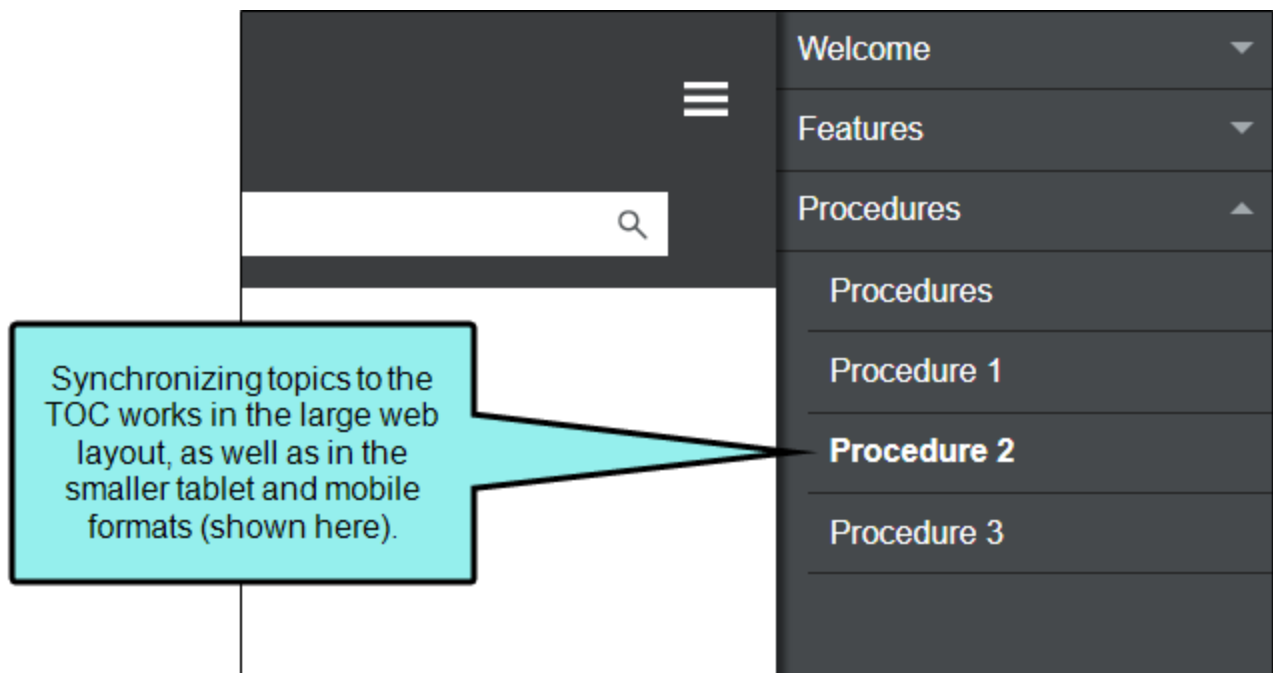 Welcome
Features
Procedures
Procedures
Procedure 1
Procedure 2
Procedure 3
Synchronizing topics to the
TOC works in the large web
layout, as well as in the
smaller tablet and mobile
formats (shown here).